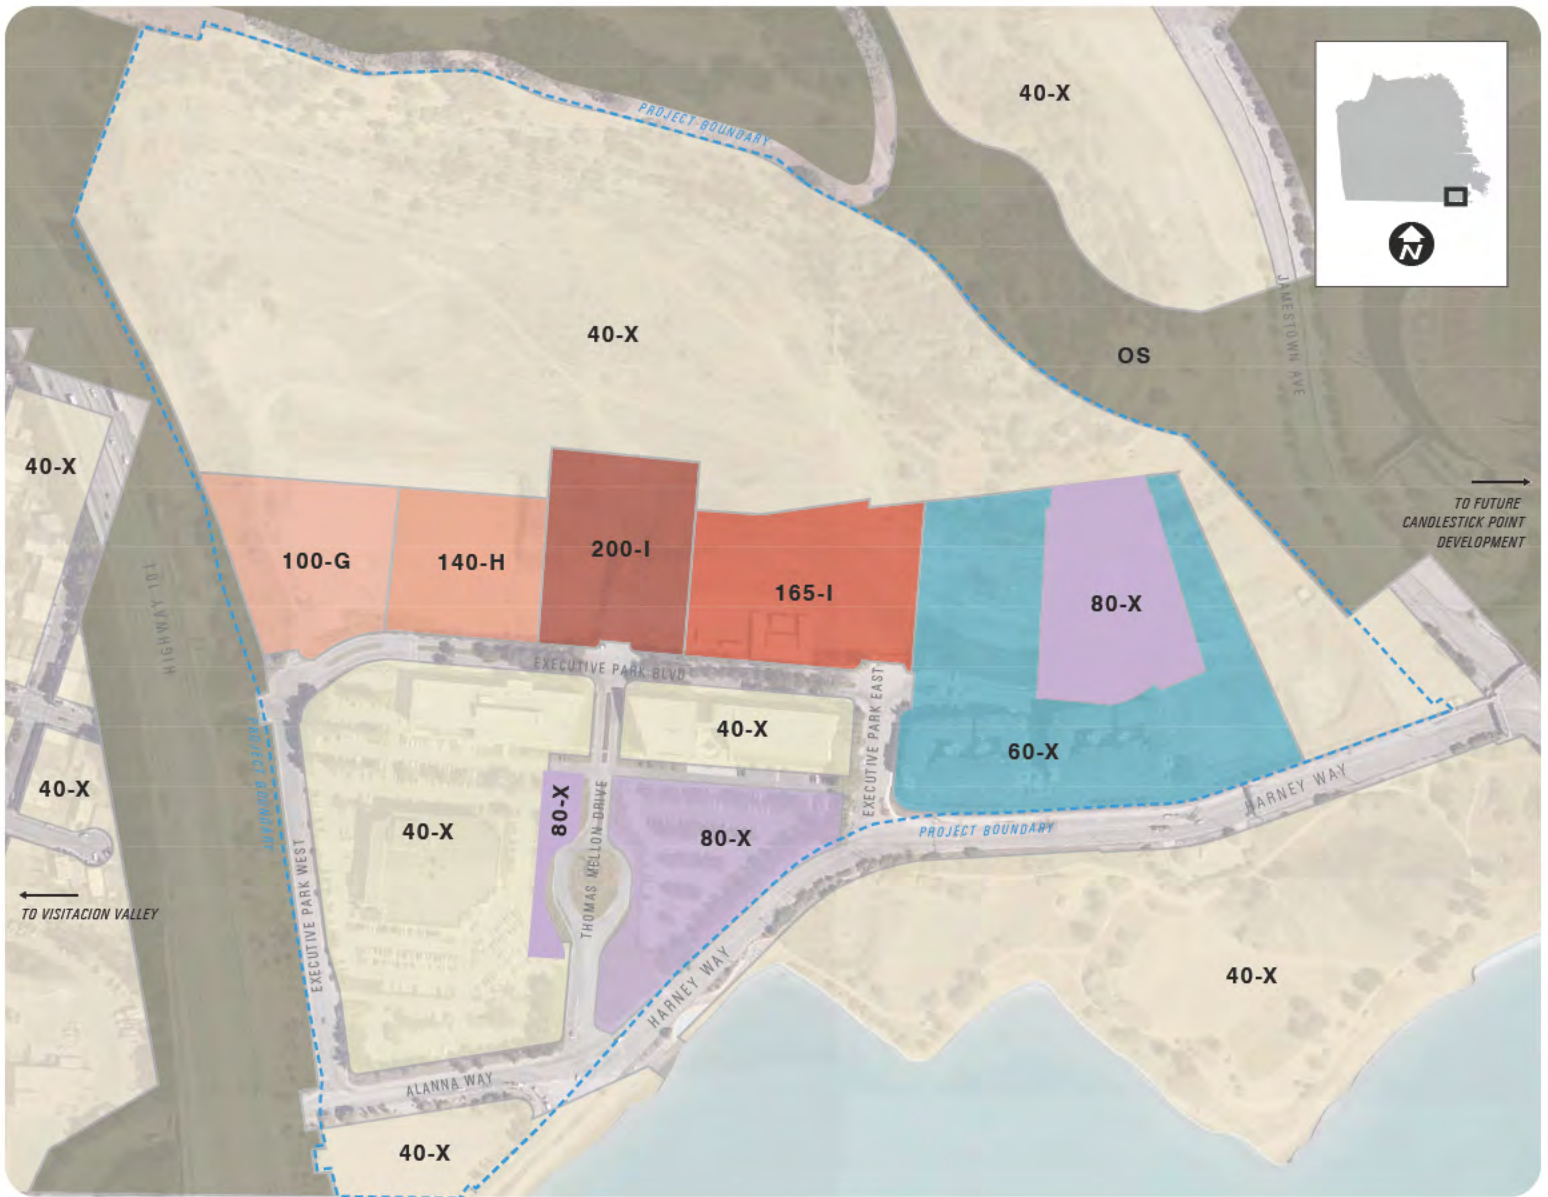 40-X
PROJECT BOUNDARY
N
JAMESTOWN AVE
40-X
OS
40-X
TO FUTURE
CANDLESTICK POINT
DEVELOPMENT
HIGHWAY 101
100-G
140-H
200-I
165-I
80-X
EXECUTIVE PARK BLVD
EXECUTIVE PARK EAST
40-X
60-X
PROJECT BOUNDARY
40-X
HARNEY WAY
80-X
THOMAS MELLON DRIVE
40-X
80-X
PROJECT BOUNDARY
EXECUTIVE PARK WEST
TO VISITACION VALLEY
HARNEY WAY
40-X
ALANNA WAY
40-X